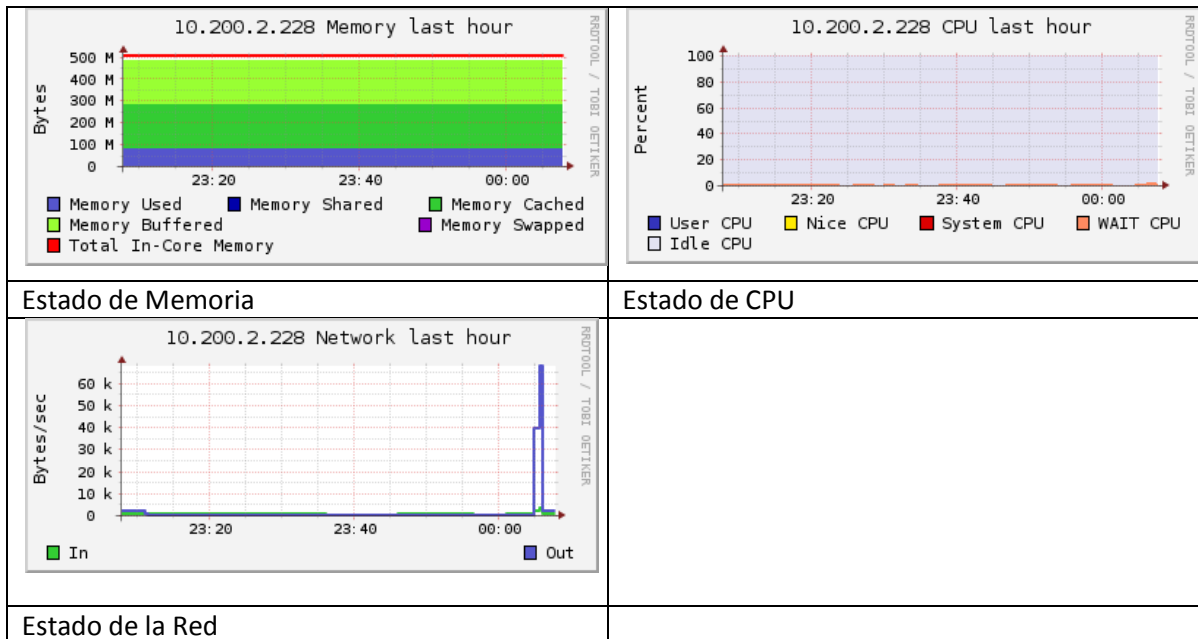 10.200.2.228 Memory last hour
RRDTOOL / TOBI OETIKER
Bytes
500 M
400 M
300 M
200 M
100 M
0
23:20 23:40 00:00
Memory Used Memory Shared Memory Cached
Memory Buffered Memory Swapped
Total In-Core Memory
Estado de Memoria
10.200.2.228 CPU last hour
RRDTOOL / TOBI OETIKER
Percent
100
80
60
40
20
0
23:20 23:40 00:00
User CPU Nice CPU System CPU WAIT CPU
Idle CPU
Estado de CPU
10.200.2.228 Network last hour
RRDTOOL / TOBI OETIKER
Bytes/sec
60 k
50 k
40 k
30 k
20 k
10 k
0
23:20 23:40 00:00
In Out
Estado de la Red